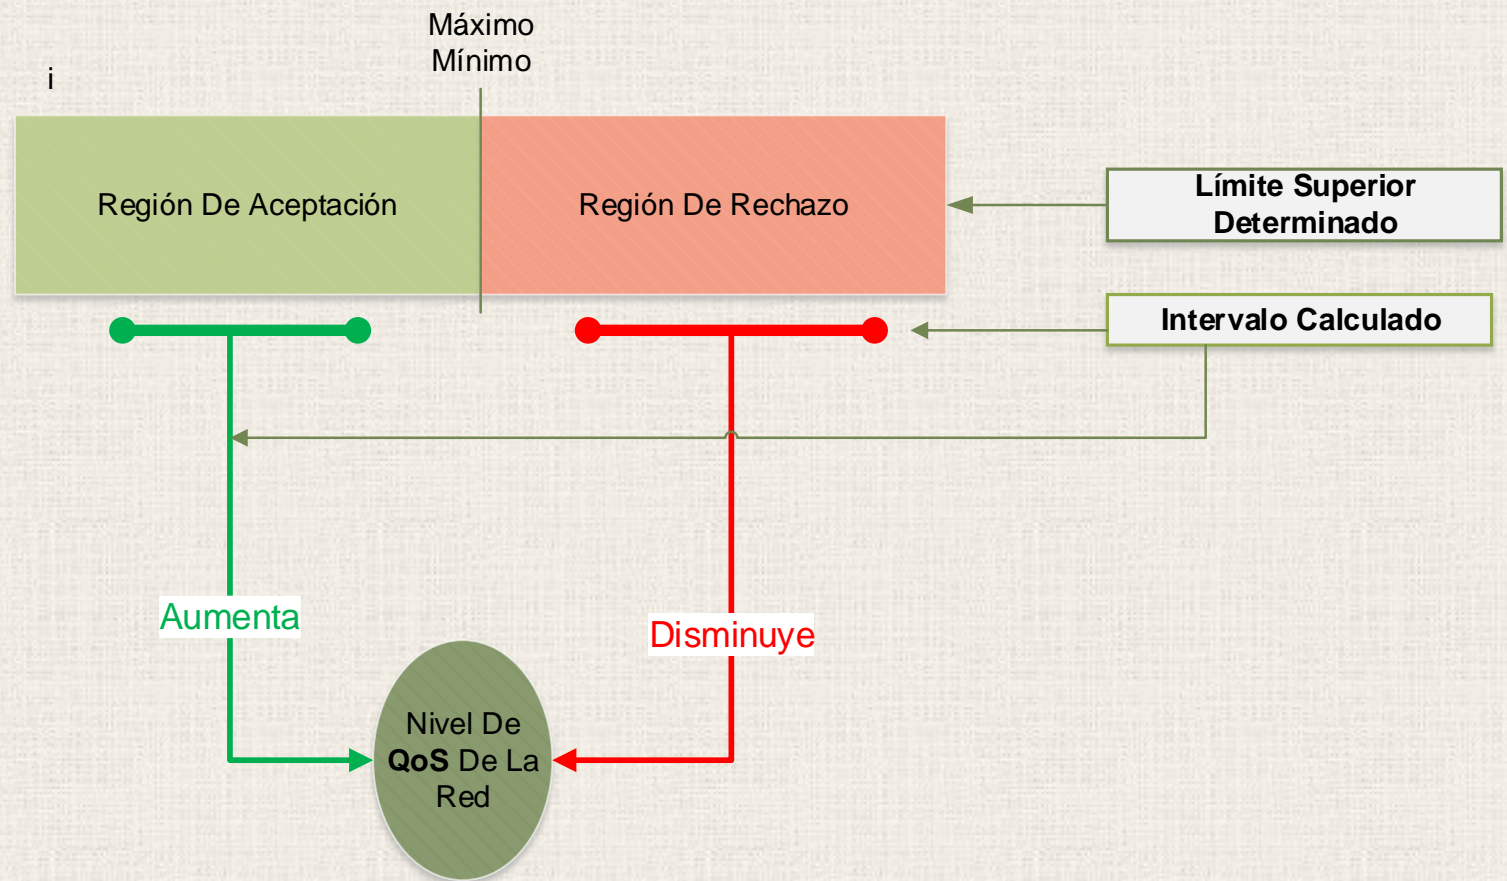 Máximo
Mínimo
i
Región De Aceptación
Región De Rechazo
Límite Superior
Determinado
Intervalo Calculado
Aumenta
Disminuye
Nivel De
QoS De La
Red